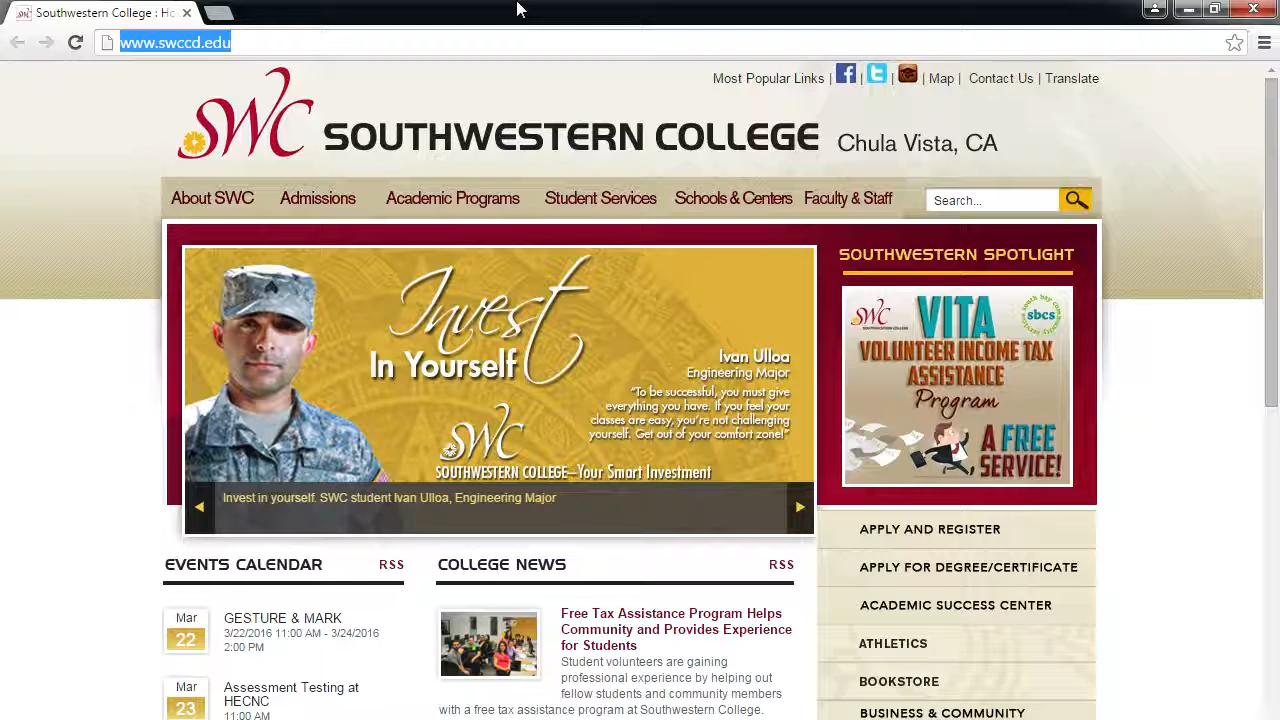 Southwestern College : Hc
www.swccd.edu
Most Popular Links | | | | Map | Contact Us | Translate
SWC SOUTHWESTERN COLLEGE Chula Vista, CA
About SWC Admissions Academic Programs Student Services Schools & Centers Faculty & Staff Search...
Invest
In Yourself
Ivan Ulloa
Engineering Major
"To be successful, you must give
everything you have. If you feel your
classes are easy, you're not challenging
yourself. Get out of your comfort zone!"
SWC
SOUTHWESTERN COLLEGE–Your Smart Investment
Invest in yourself. SWC student Ivan Ulloa, Engineering Major
SOUTHWESTERN SPOTLIGHT
SWC
VITA
sbcs
VOLUNTEER INCOME TAX
ASSISTANCE
Program
A FREE
SERVICE!
EVENTS CALENDAR RSS
Mar
22
GESTURE & MARK
3/22/2016 11:00 AM - 3/24/2016
2:00 PM
Mar
23
Assessment Testing at
HECNC
11:00 AM
COLLEGE NEWS RSS
Free Tax Assistance Program Helps
Community and Provides Experience
for Students
Student volunteers are gaining
professional experience by helping out
fellow students and community members
with a free tax assistance program at Southwestern College.
APPLY AND REGISTER
APPLY FOR DEGREE/CERTIFICATE
ACADEMIC SUCCESS CENTER
ATHLETICS
BOOKSTORE
BUSINESS & COMMUNITY